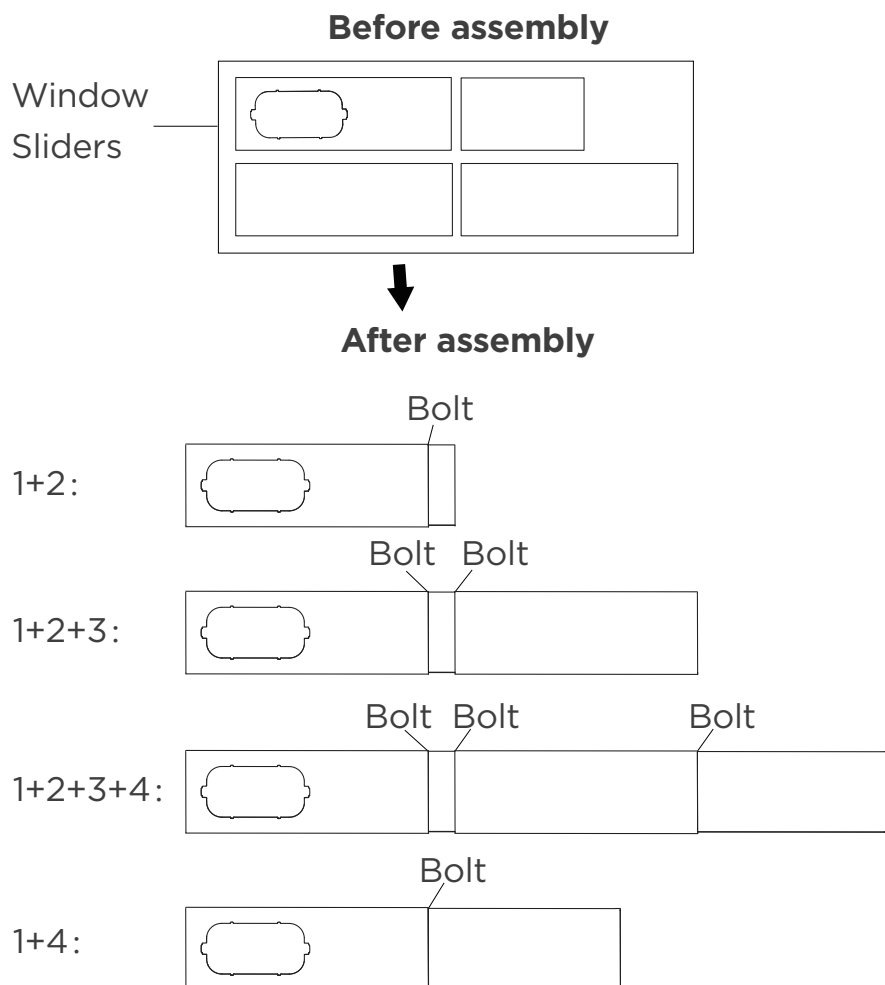 Before assembly
Window
Sliders
After assembly
Bolt
1+2:
Bolt Bolt
1+2+3:
Bolt Bolt Bolt
1+2+3+4:
Bolt
1+4: